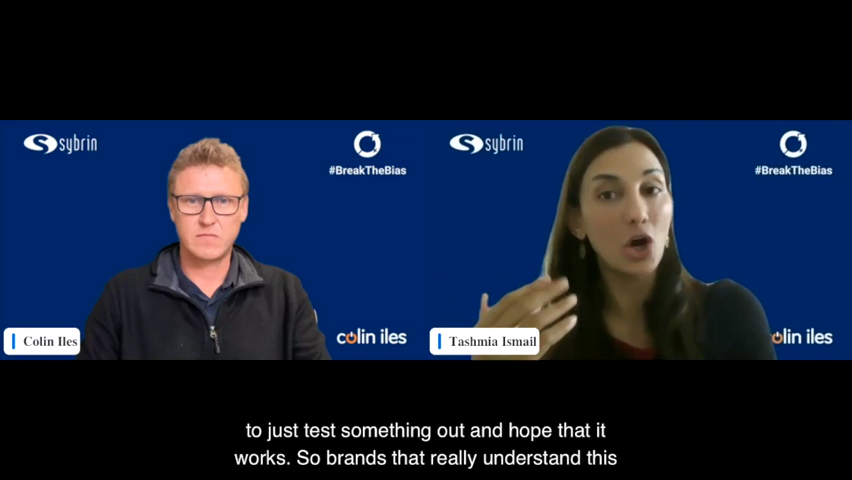 sybrin
#BreakTheBias
Colin Iles
colin iles
sybrin
#BreakTheBias
Tashmia Ismail
olin iles
to just test something out and hope that it
works. So brands that really understand this